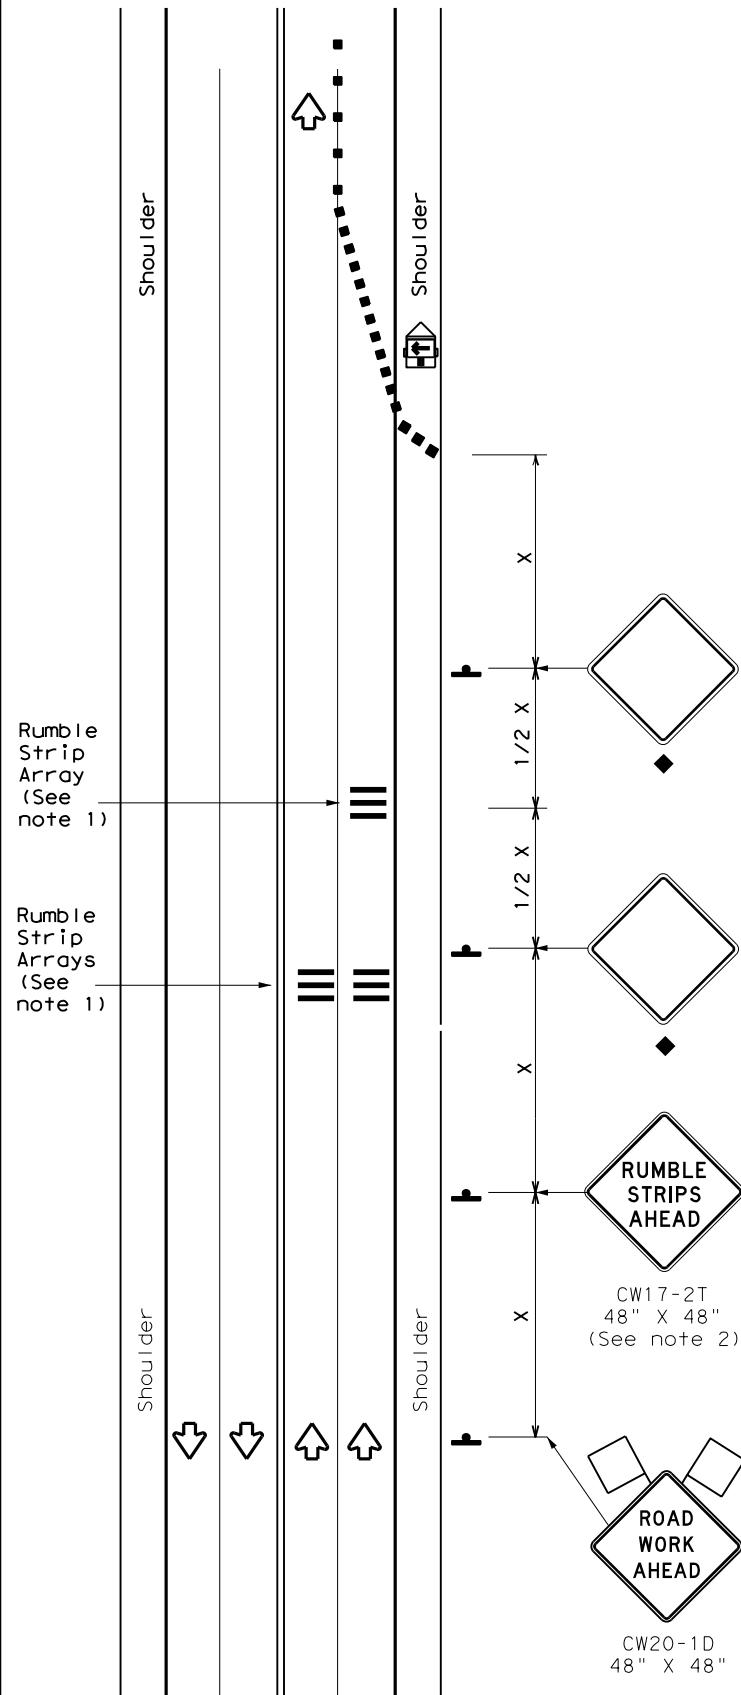 Shoulder
Shoulder
X
1/2 X
Rumble
Strip
Array
(See
note 1)
1/2 X
Rumble
Strip
Arrays
(See
note 1)
X
RUMBLE
STRIPS
AHEAD
CW17-2T
48" X 48"
(See note 2)
X
Shoulder
Shoulder
ROAD
WORK
AHEAD
CW20-1D
48" X 48"